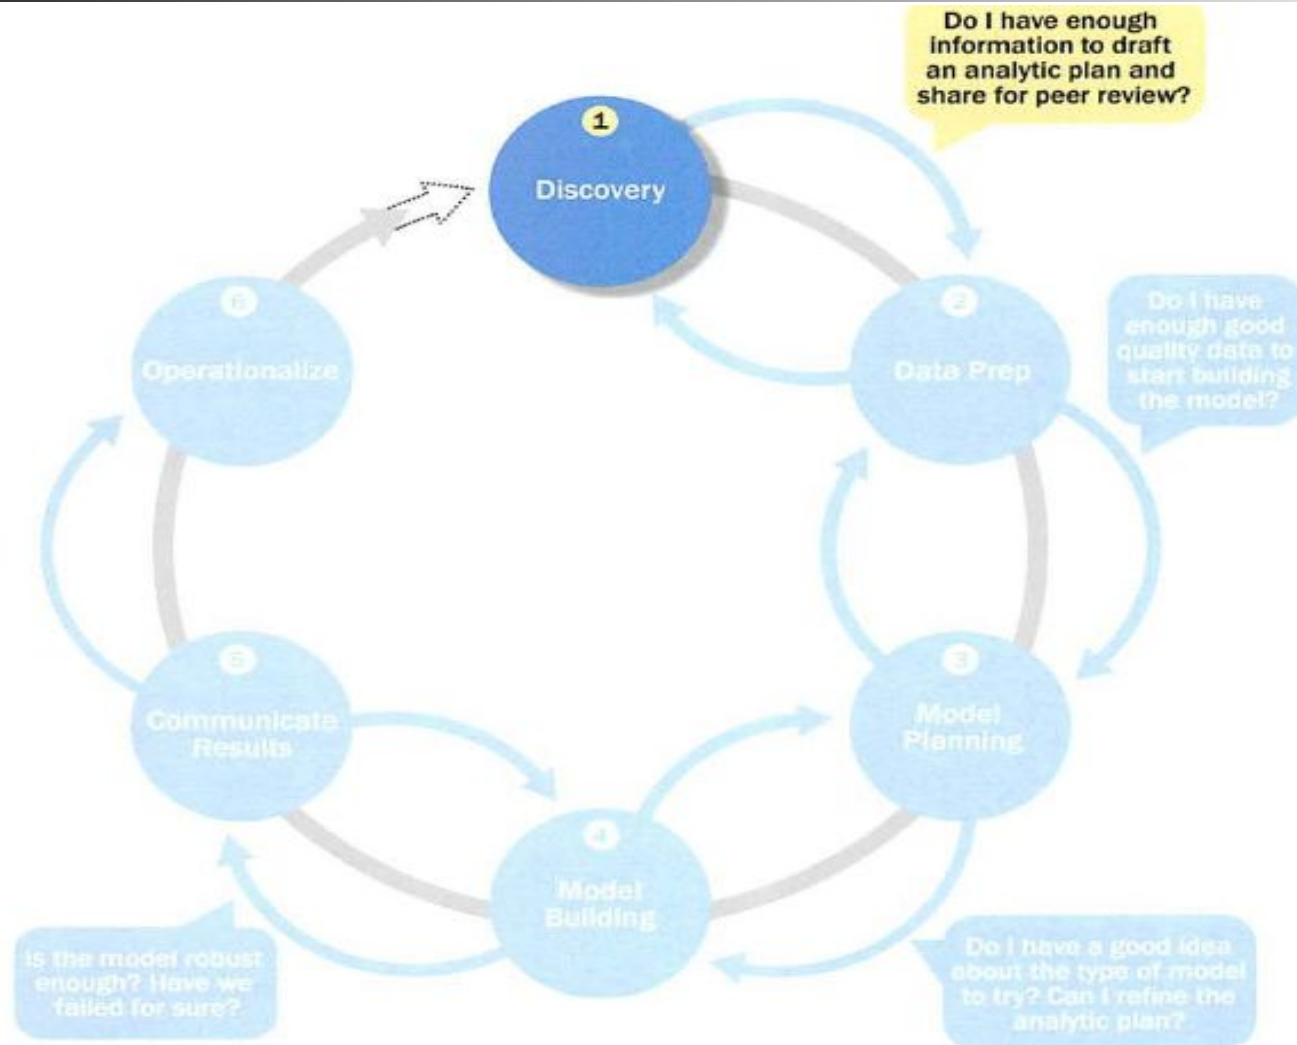 Do I have enough
information to draft
an analytic plan and
share for peer review?
1
Discovery
2
Data Prep
Do I have
enough good
quality data to
start building
the model?
3
Model
Planning
Do I have a good idea
about the type of model
to try? Can I refine the
analytic plan?
4
Model
Building
Is the model robust
enough? Have we
failed for sure?
5
Communicate
Results
6
Operationalize